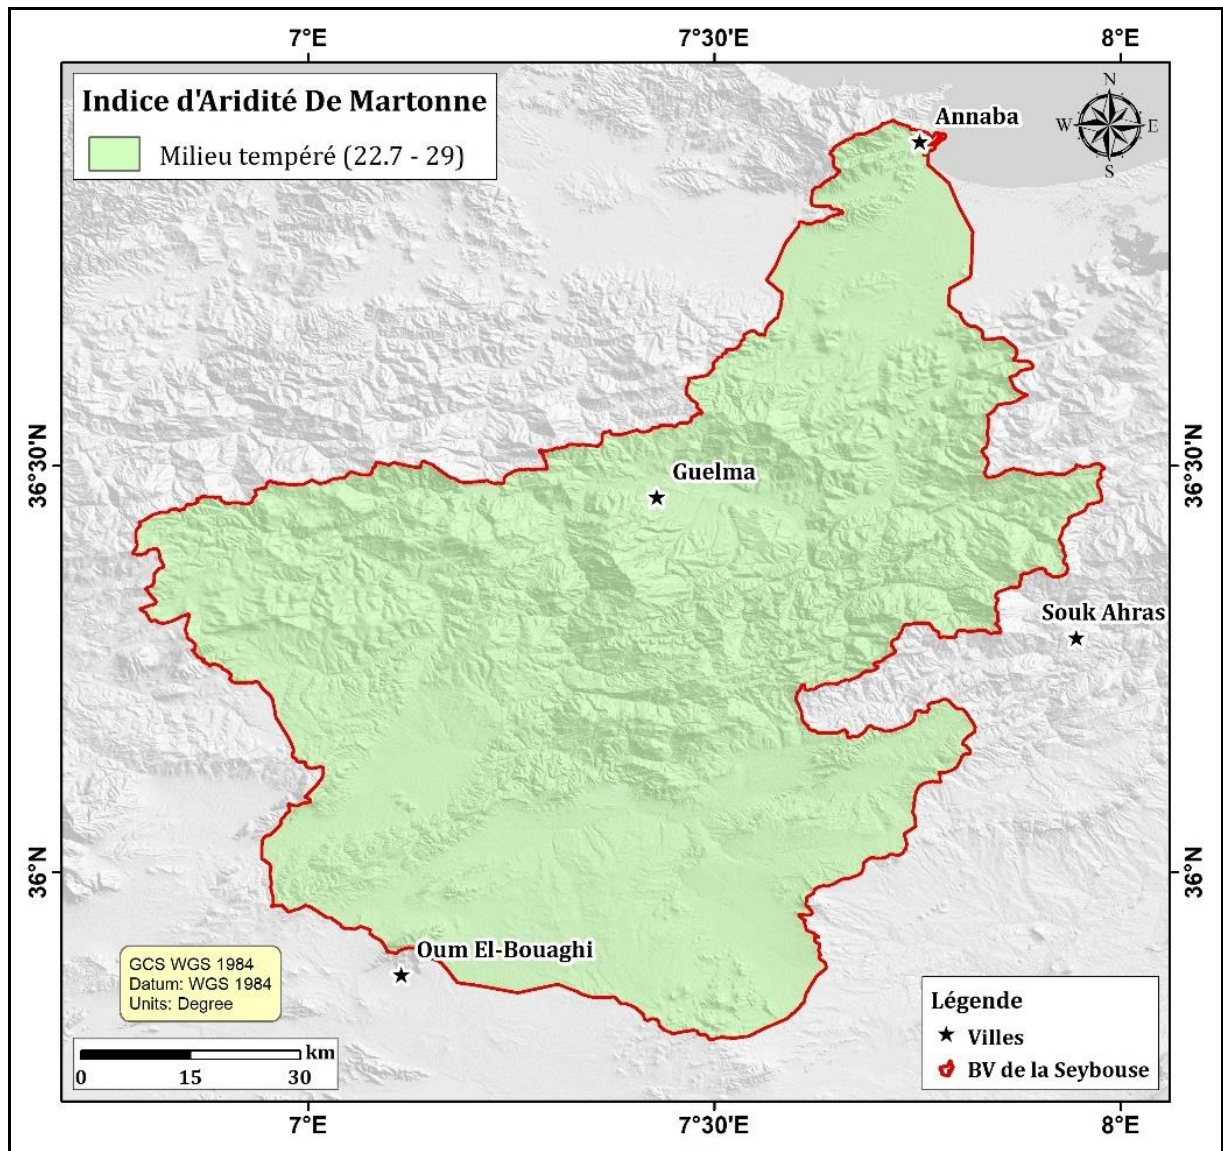 7°E 7°30'E 8°E
Indice d'Aridité De Martonne
Milieu tempéré (22.7 - 29)
N
W E
S
Annaba
36°30'N 36°30'N
Guelma
Souk Ahras
36°N 36°N
Oum El-Bouaghi
GCS WGS 1984
Datum: WGS 1984
Units: Degree
km
0 15 30
Légende
Villes
BV de la Seybouse
7°E 7°30'E 8°E